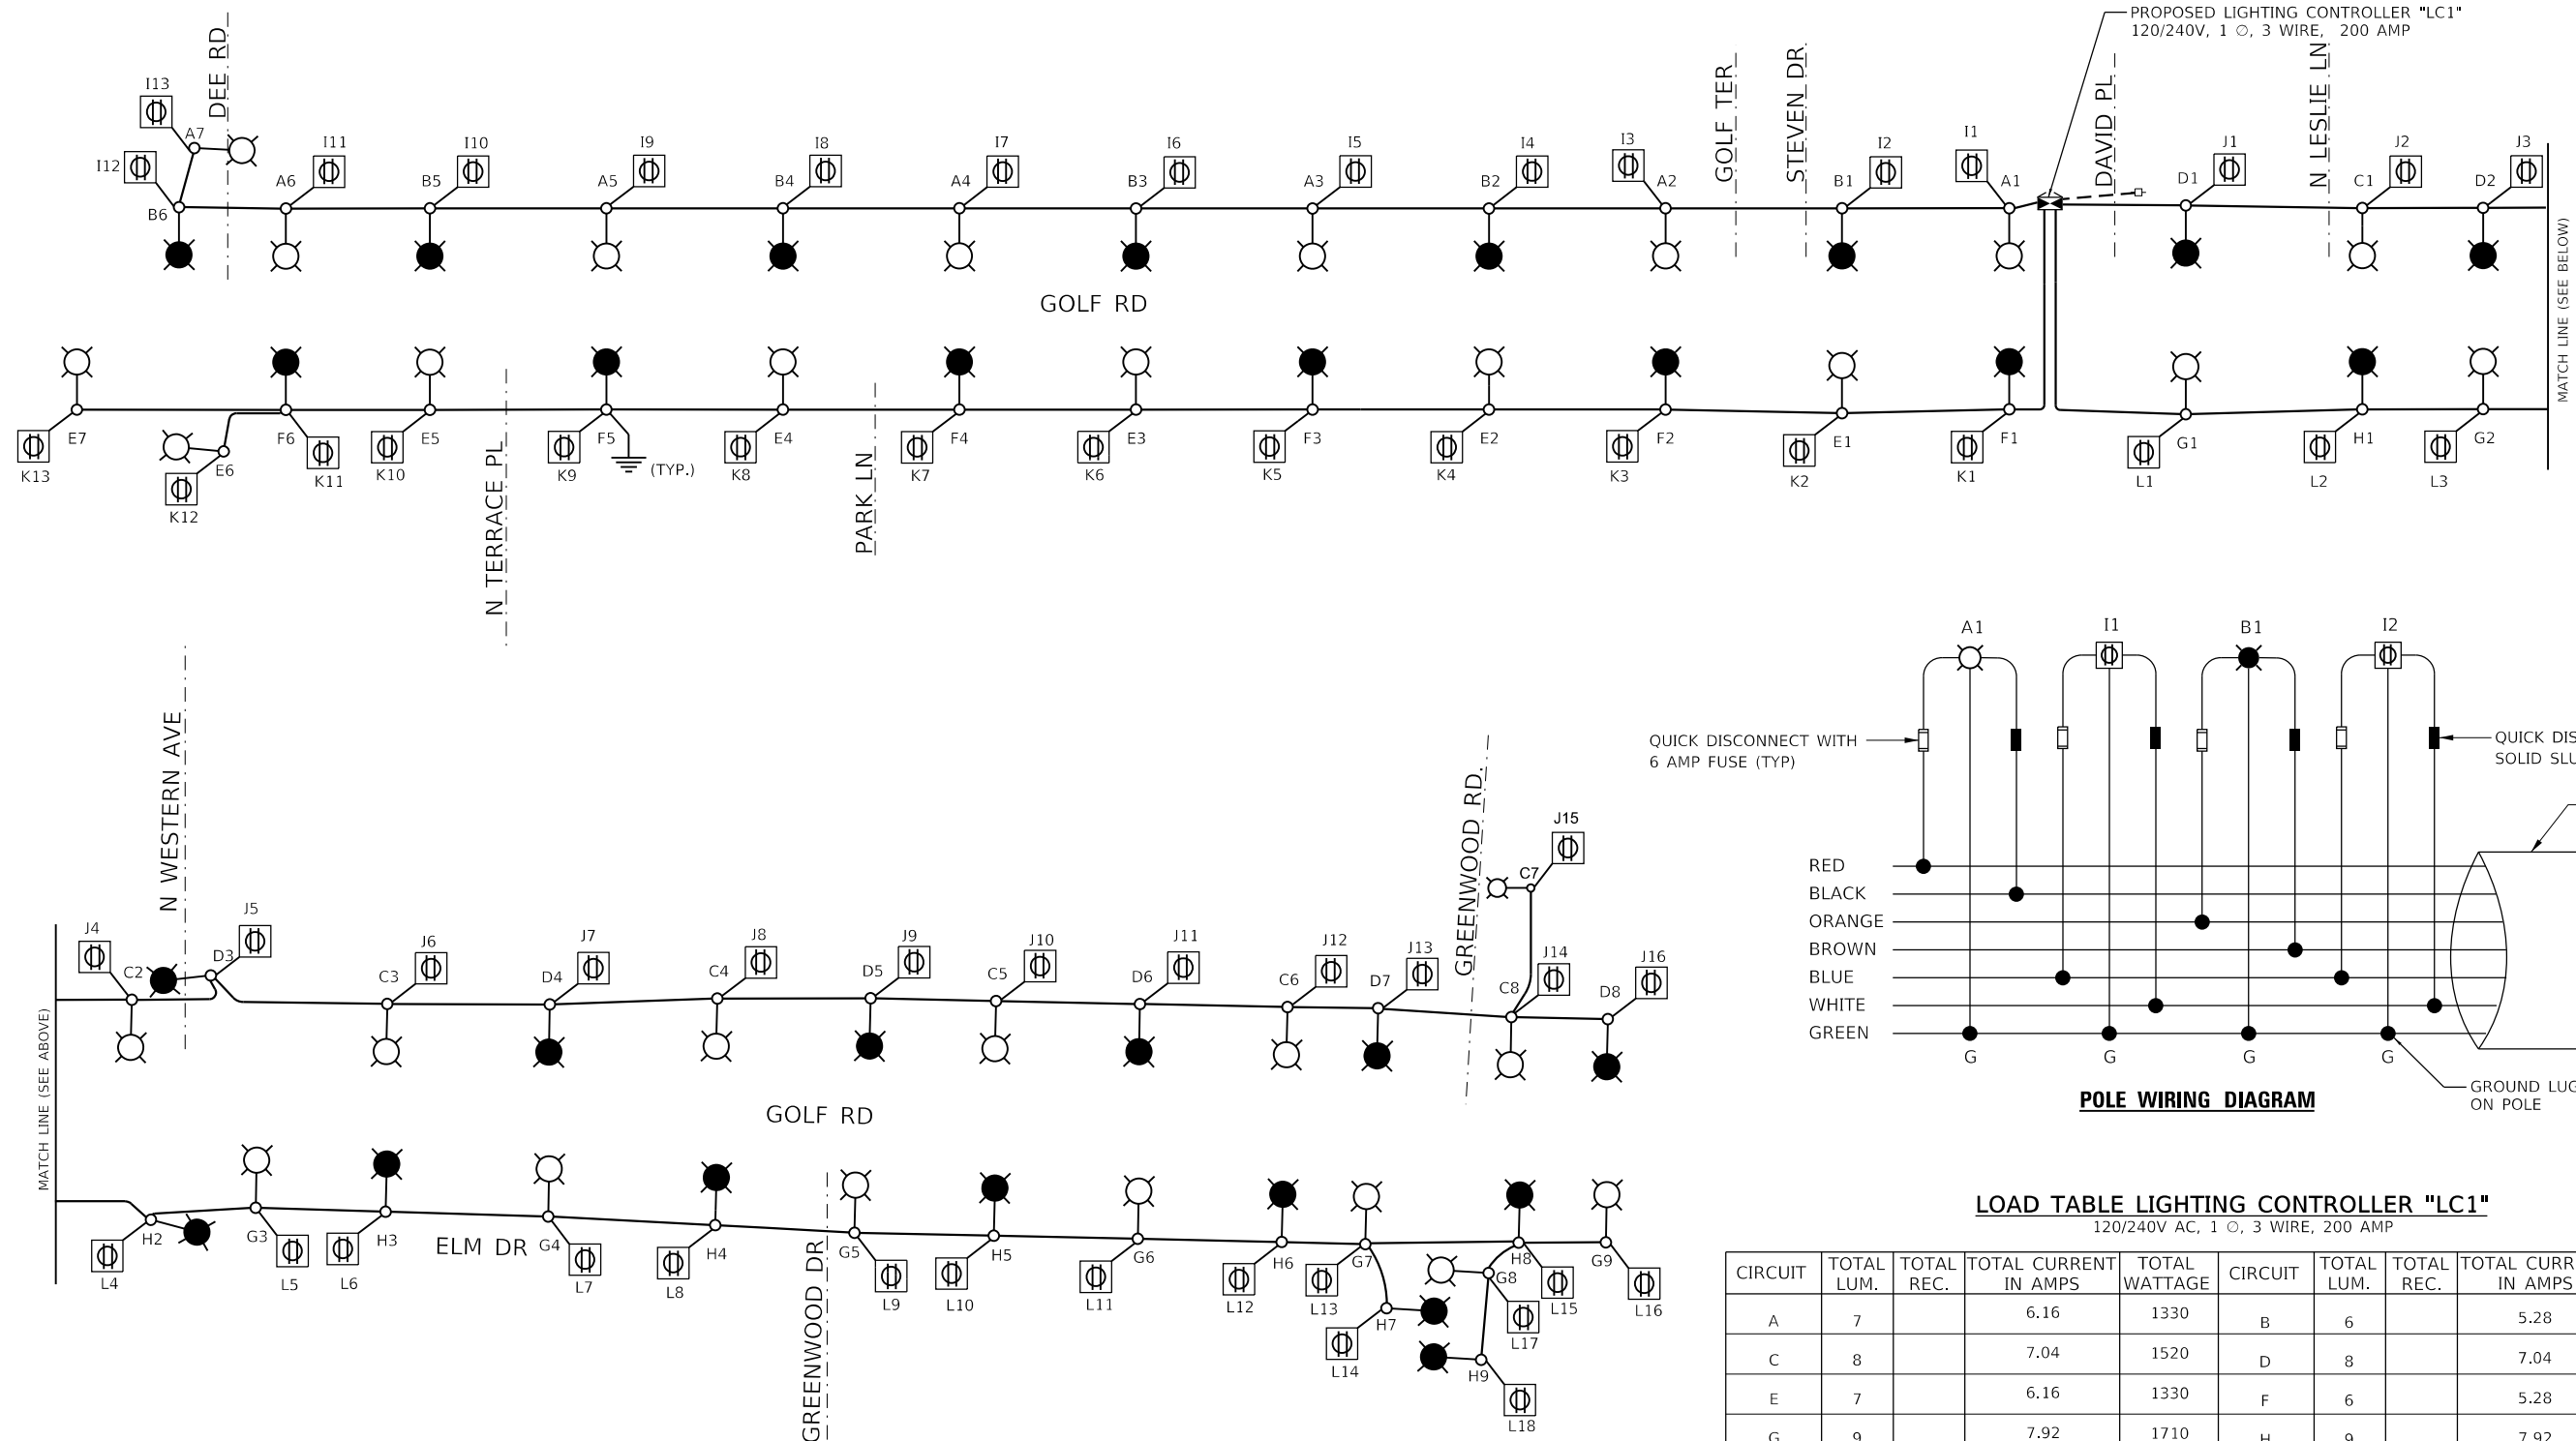 PROPOSED LIGHTING CONTROLLER "LC1"
120/240V, 1 ∅, 3 WIRE, 200 AMP
DEE RD
GOLF TER
STEVEN DR
DAVID PL
N LESLIE LN
I13
A7
I12
B6
I11
A6
I10
B5
I9
A5
I8
B4
I7
A4
I6
B3
I5
A3
I4
B2
I3
A2
I2
B1
I1
A1
J1
D1
J2
C1
J3
D2
MATCH LINE (SEE BELOW)
GOLF RD
K13
E7
K12
E6
F6
K11
K10
E5
K9
F5
(TYP.)
K8
E4
K7
F4
K6
E3
K5
F3
K4
E2
K3
F2
K2
E1
K1
F1
L1
G1
L2
H1
L3
G2
N TERRACE PL
PARK LN
N WESTERN AVE
GREENWOOD RD.
MATCH LINE (SEE ABOVE)
J4
C2
J5
D3
J6
C3
J7
D4
J8
C4
J9
D5
J10
C5
J11
D6
J12
C6
J13
D7
J15
C7
J14
C8
J16
D8
GOLF RD
L4
H2
G3
L5
L6
H3
ELM DR
G4
L7
L8
H4
GREENWOOD DR
G5
L9
L10
H5
L11
G6
L12
H6
L13
G7
L14
H7
H8
L15
G8
L17
H9
L18
G9
L16
A1
I1
B1
I2
QUICK DISCONNECT WITH
6 AMP FUSE (TYP)
QUICK DIS
SOLID SLU
RED
BLACK
ORANGE
BROWN
BLUE
WHITE
GREEN
G G G G
GROUND LUG
ON POLE
POLE WIRING DIAGRAM
LOAD TABLE LIGHTING CONTROLLER "LC1"
120/240V AC, 1 ∅, 3 WIRE, 200 AMP
CIRCUIT TOTAL LUM. TOTAL REC. TOTAL CURRENT IN AMPS TOTAL WATTAGE CIRCUIT TOTAL LUM. TOTAL REC. TOTAL CURR IN AMPS
A 7 6.16 1330 B 6 5.28
C 8 7.04 1520 D 8 7.04
E 7 6.16 1330 F 6 5.28
G 9 7.92 1710 H 9 7.92